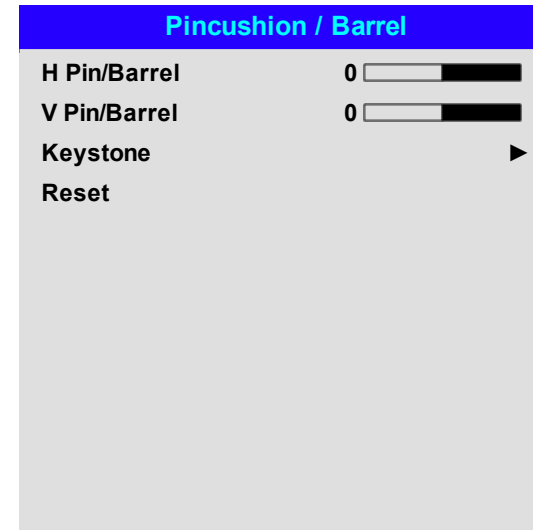 Pincushion / Barrel
H Pin/Barrel 0
V Pin/Barrel 0
Keystone ►
Reset